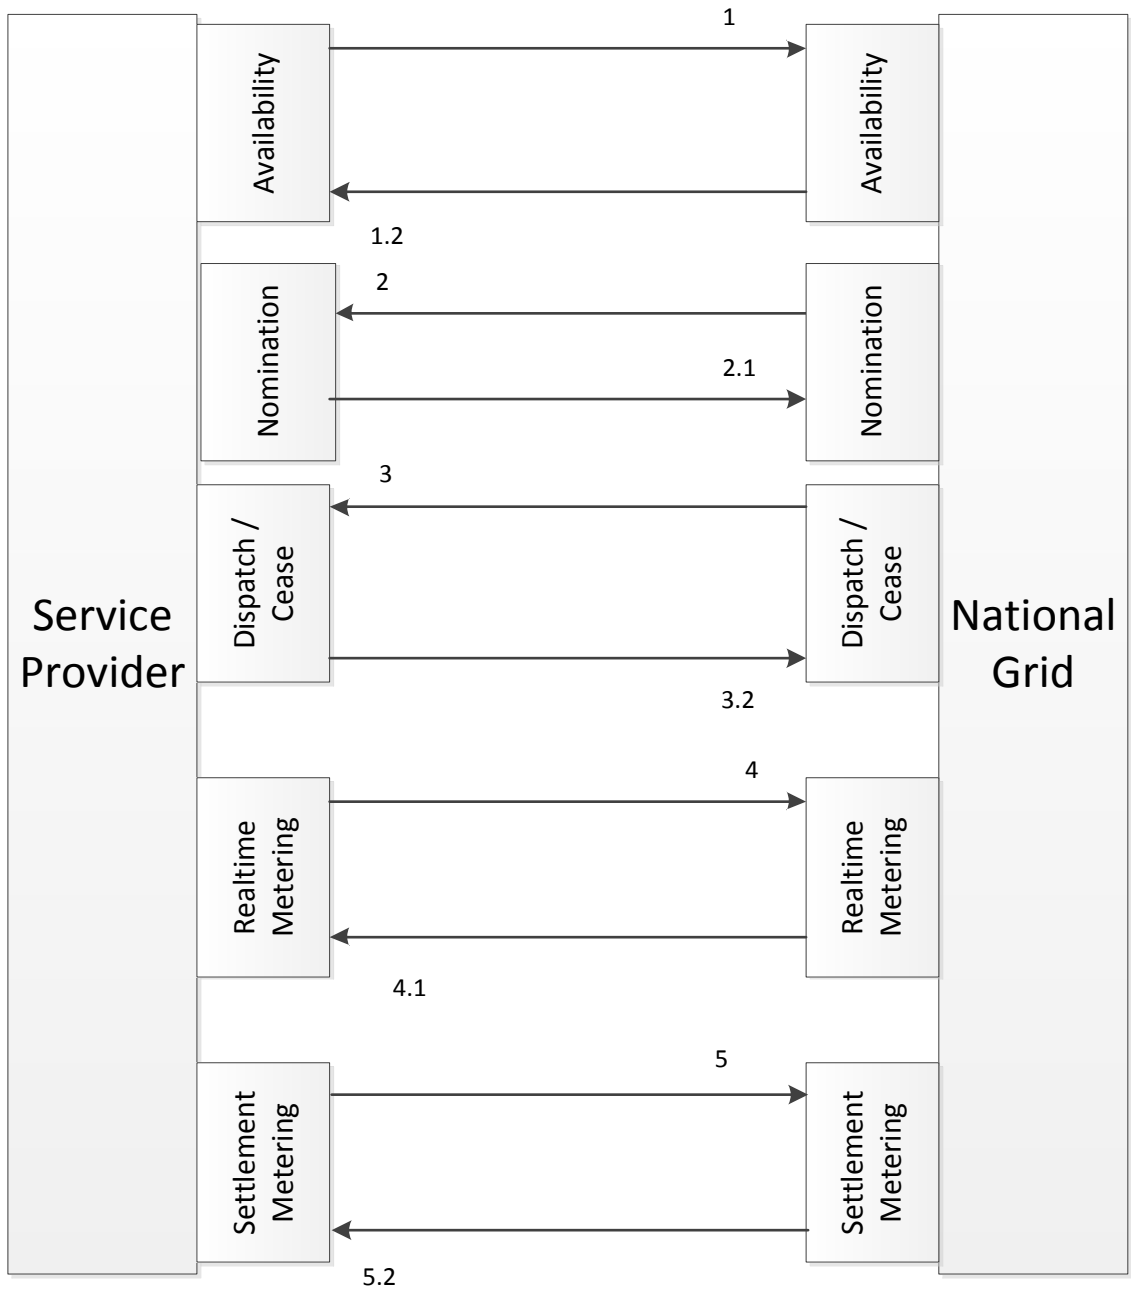 1
Availability
Availability
1.2
2
Nomination
Nomination
2.1
3
Dispatch /
Cease
Dispatch /
Cease
3.2
Service
Provider
National
Grid
4
Realtime
Metering
Realtime
Metering
4.1
5
Settlement
Metering
Settlement
Metering
5.2